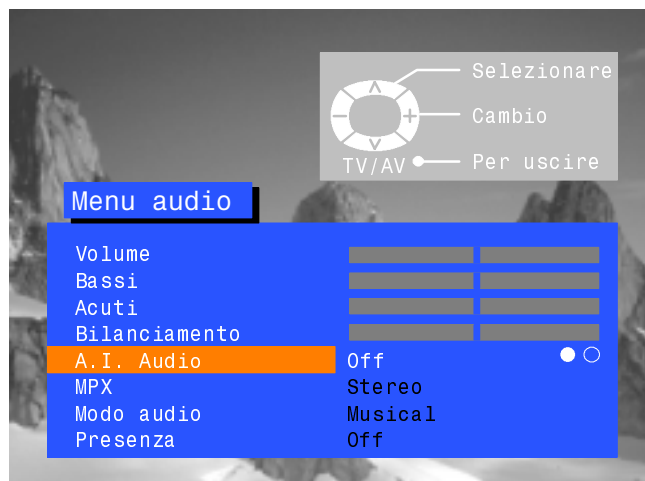 Selezionare
Cambio
TV/AV Per uscire
Menu audio
Volume
Bassi
Acuti
Bilanciamento
A.I. Audio Off
MPX Stereo
Modo audio Musical
Presenza Off